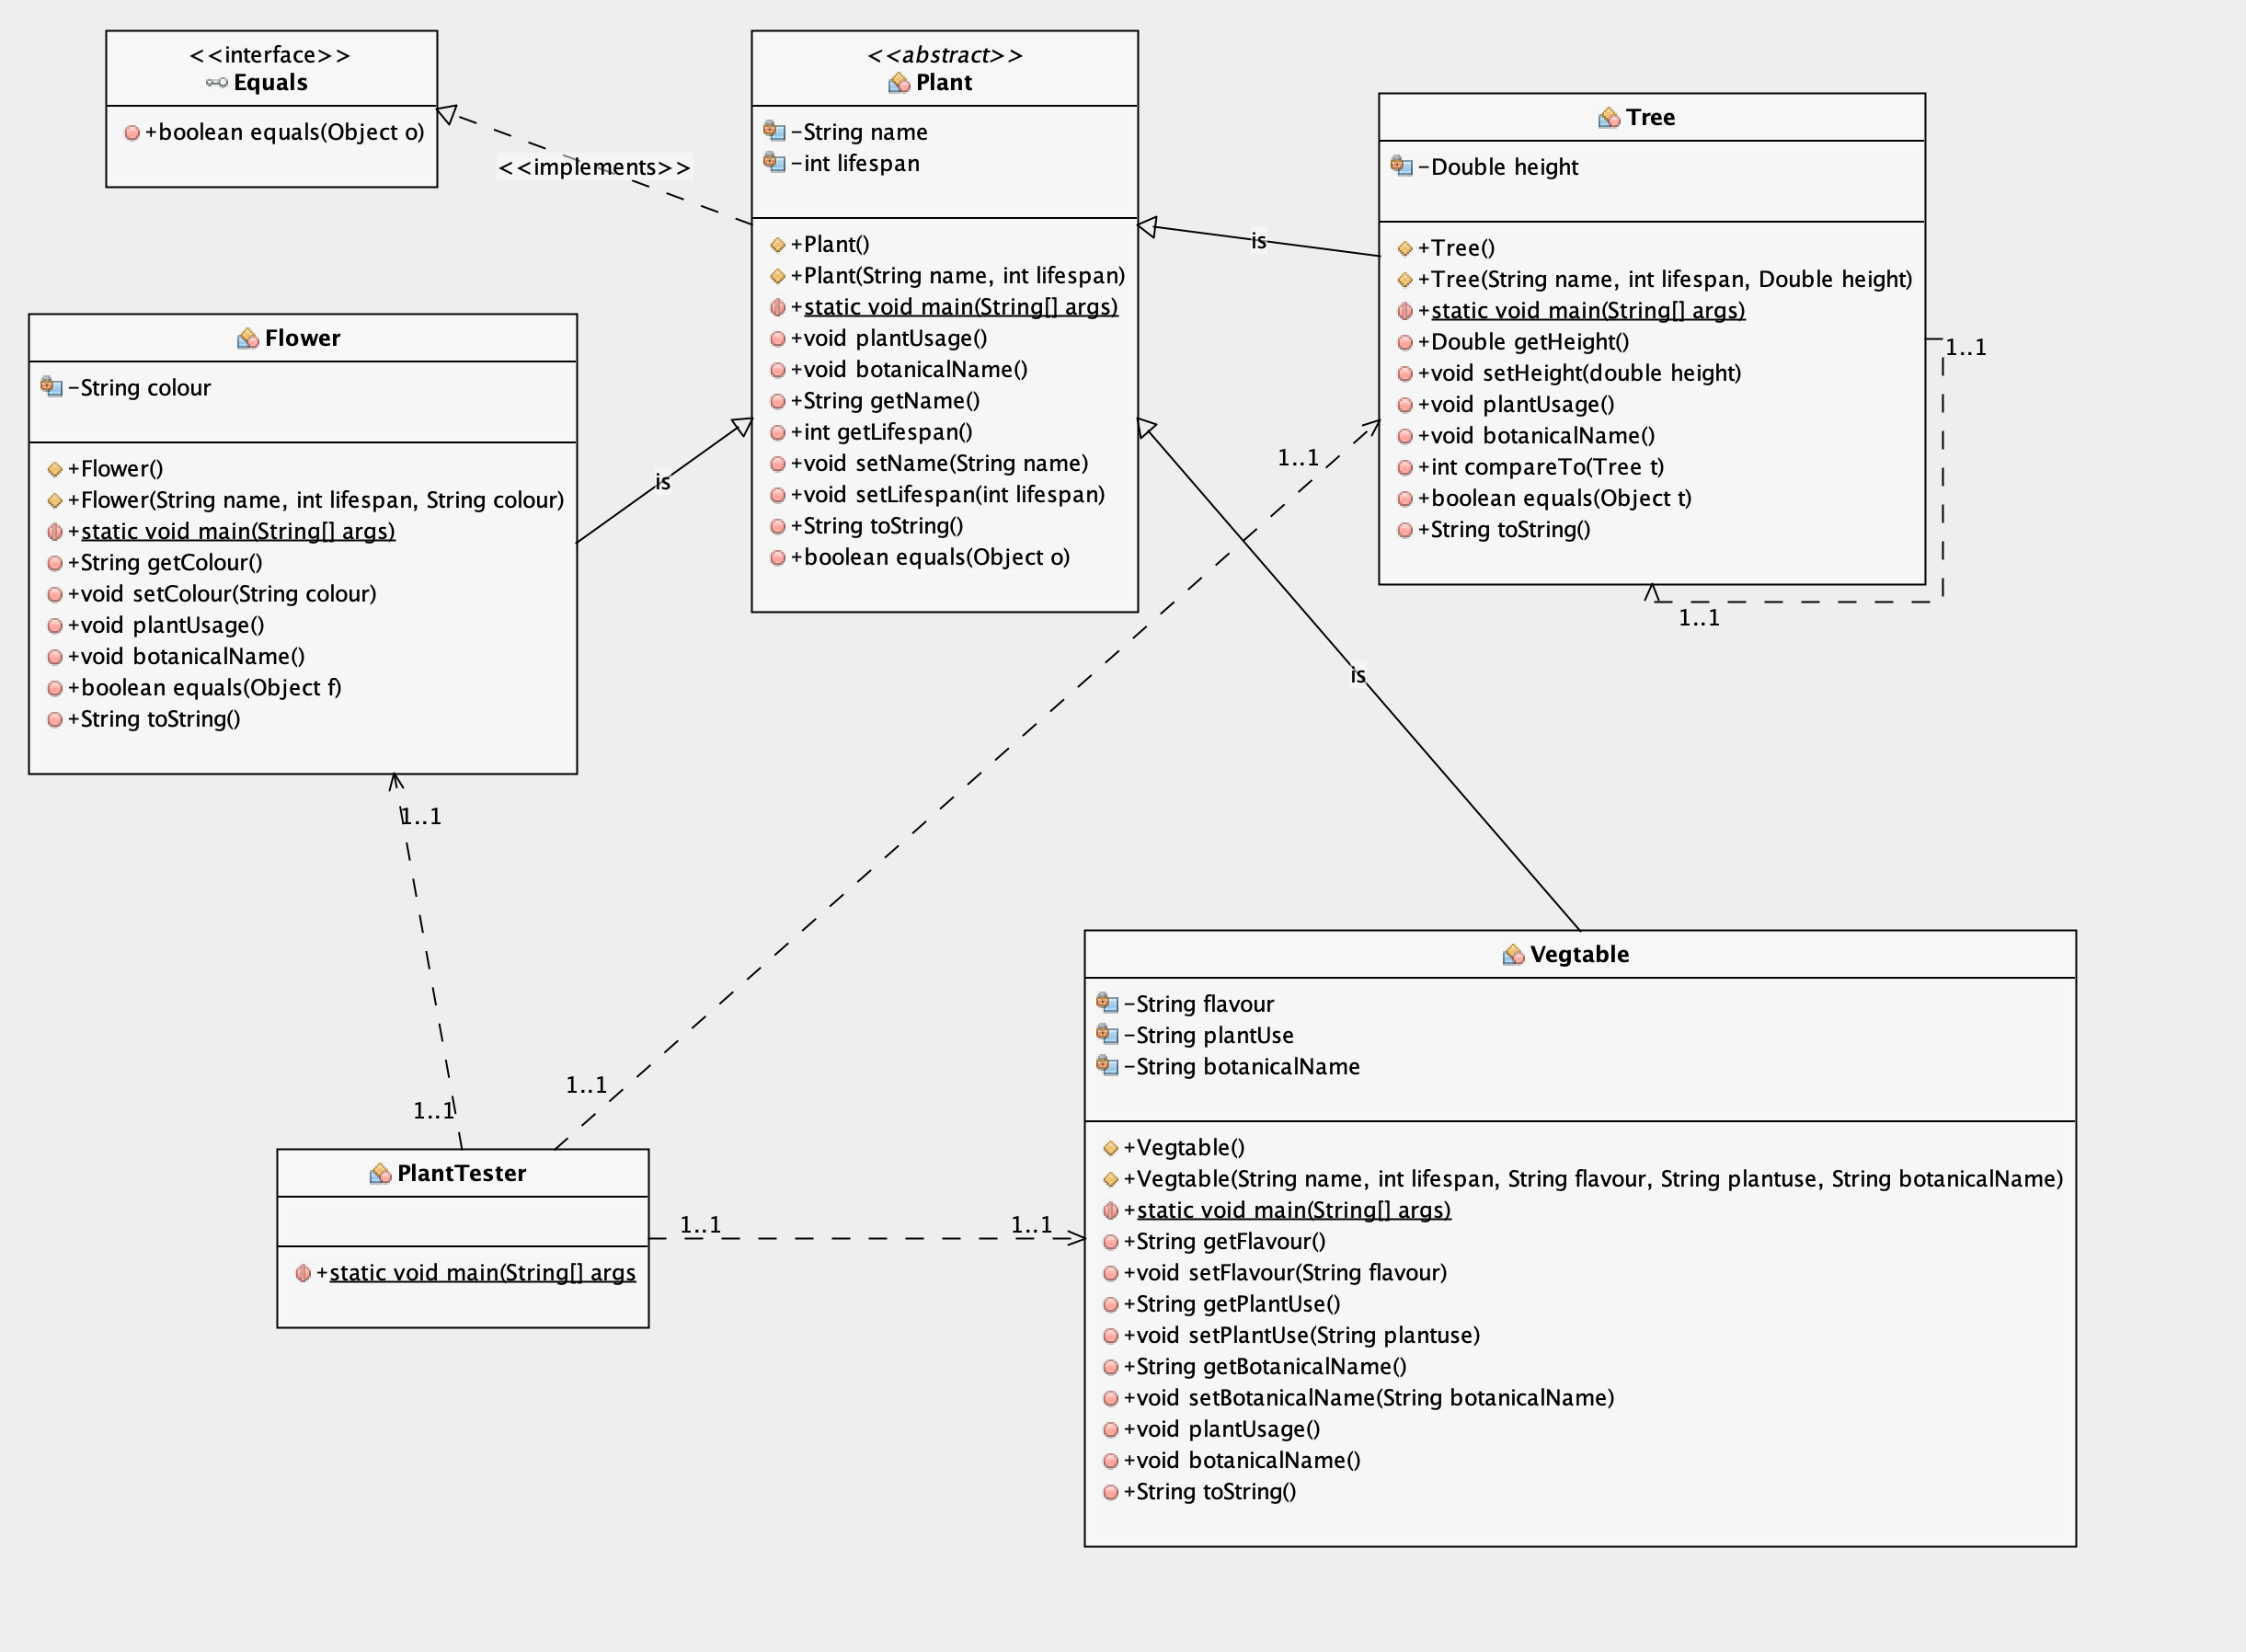 <<interface>>
Equals
+boolean equals(Object o)
<<implements>>
<<abstract>>
Plant
-String name
-int lifespan
+Plant()
+Plant(String name, int lifespan)
+static void main(String[] args)
+void plantUsage()
+void botanicalName()
+String getName()
+int getLifespan()
+void setName(String name)
+void setLifespan(int lifespan)
+String toString()
+boolean equals(Object o)
is
Tree
-Double height
+Tree()
+Tree(String name, int lifespan, Double height)
+static void main(String[] args)
+Double getHeight()
+void setHeight(double height)
+void plantUsage()
+void botanicalName()
+int compareTo(Tree t)
+boolean equals(Object t)
+String toString()
1..1
1..1
Flower
-String colour
+Flower()
+Flower(String name, int lifespan, String colour)
+static void main(String[] args)
+String getColour()
+void setColour(String colour)
+void plantUsage()
+void botanicalName()
+boolean equals(Object f)
+String toString()
is
1..1
is
1..1
1..1
1..1
PlantTester
+static void main(String[] args
1..1
1..1
Vegtable
-String flavour
-String plantUse
-String botanicalName
+Vegtable()
+Vegtable(String name, int lifespan, String flavour, String plantuse, String botanicalName)
+static void main(String[] args)
+String getFlavour()
+void setFlavour(String flavour)
+String getPlantUse()
+void setPlantUse(String plantuse)
+String getBotanicalName()
+void setBotanicalName(String botanicalName)
+void plantUsage()
+void botanicalName()
+String toString()